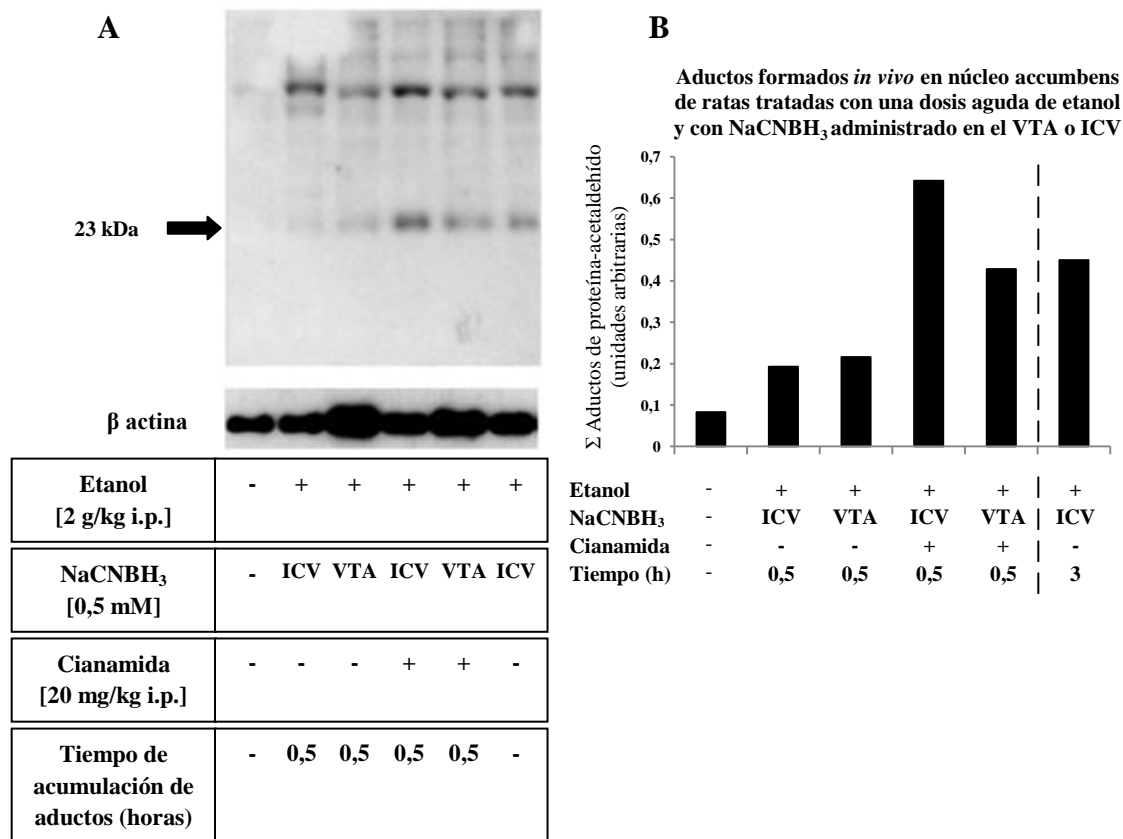 A
23 kDa
β actina
Etanol - + + + + +
[2 g/kg i.p.]
NaCNBH₃ - ICV VTA ICV VTA ICV
[0,5 mM]
Cianamida - - - + + -
[20 mg/kg i.p.]
Tiempo de - 0,5 0,5 0,5 0,5 -
acumulación de
aductos (horas)
B
Aductos formados in vivo en núcleo accumbens
de ratas tratadas con una dosis aguda de etanol
y con NaCNBH₃ administrado en el VTA o ICV
Σ Aductos de proteína-acetaldehído
(unidades arbitrarias)
0,7
0,6
0,5
0,4
0,3
0,2
0,1
0
Etanol - + + + + +
NaCNBH₃ - ICV VTA ICV VTA ICV
Cianamida - - - + + -
Tiempo (h) - 0,5 0,5 0,5 0,5 3